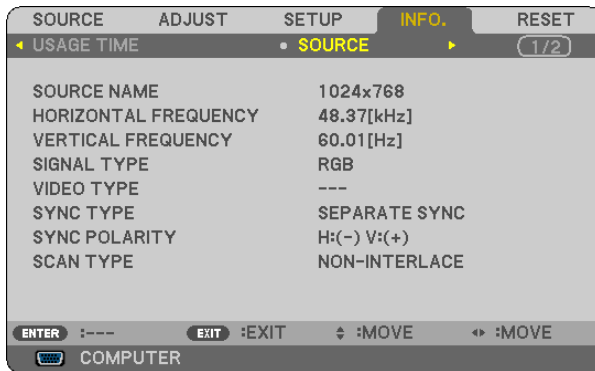 SOURCE ADJUST SETUP INFO. RESET
USAGE TIME SOURCE (1/2)
SOURCE NAME 1024x768
HORIZONTAL FREQUENCY 48.37[kHz]
VERTICAL FREQUENCY 60.01[Hz]
SIGNAL TYPE RGB
VIDEO TYPE ---
SYNC TYPE SEPARATE SYNC
SYNC POLARITY H:(-) V:(+)
SCAN TYPE NON-INTERLACE
ENTER :--- EXIT :EXIT :MOVE :MOVE
COMPUTER